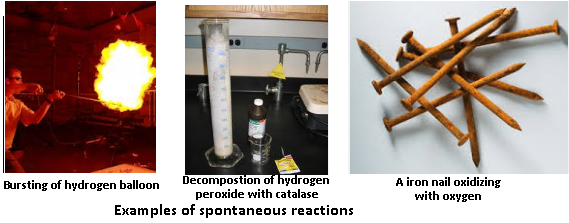 Bursting of hydrogen balloon
Decompostion of hydrogen
peroxide with catalase
A iron nail oxidizing
with oxygen
Examples of spontaneous reactions